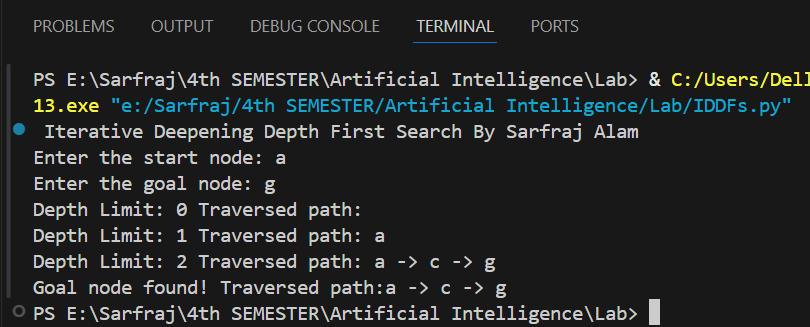 PROBLEMS OUTPUT DEBUG CONSOLE TERMINAL PORTS
PS E:\Sarfraj\4th SEMESTER\Artificial Intelligence\Lab> & C:/Users/Dell
13.exe "e:/Sarfraj/4th SEMESTER/Artificial Intelligence/Lab/IDDFs.py"
Iterative Deepening Depth First Search By Sarfraj Alam
Enter the start node: a
Enter the goal node: g
Depth Limit: 0 Traversed path:
Depth Limit: 1 Traversed path: a
Depth Limit: 2 Traversed path: a -> c -> g
Goal node found! Traversed path:a -> c -> g
PS E:\Sarfraj\4th SEMESTER\Artificial Intelligence\Lab>